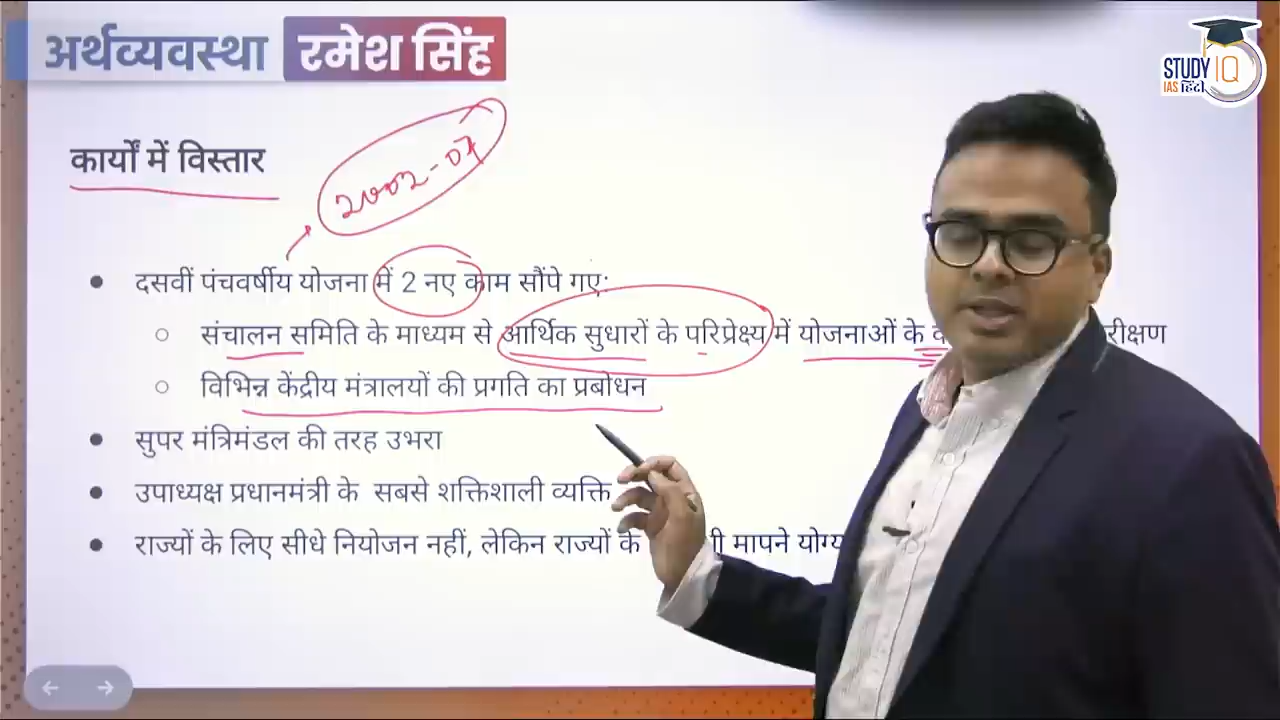 अर्थव्यवस्था रमेश सिंह
STUDY IQ
IAS हिंदी
कार्यों में विस्तार
2002-07
दसवीं पंचवर्षीय योजना में 2 नए काम सौंपे गए:
संचालन समिति के माध्यम से आर्थिक सुधारों के परिप्रेक्ष्य में योजनाओं के
विभिन्न केंद्रीय मंत्रालयों की प्रगति का प्रबोधन
सुपर मंत्रिमंडल की तरह उभरा
उपाध्यक्ष प्रधानमंत्री के सबसे शक्तिशाली व्यक्ति
राज्यों के लिए सीधे नियोजन नहीं, लेकिन राज्यों के मापने योग्य